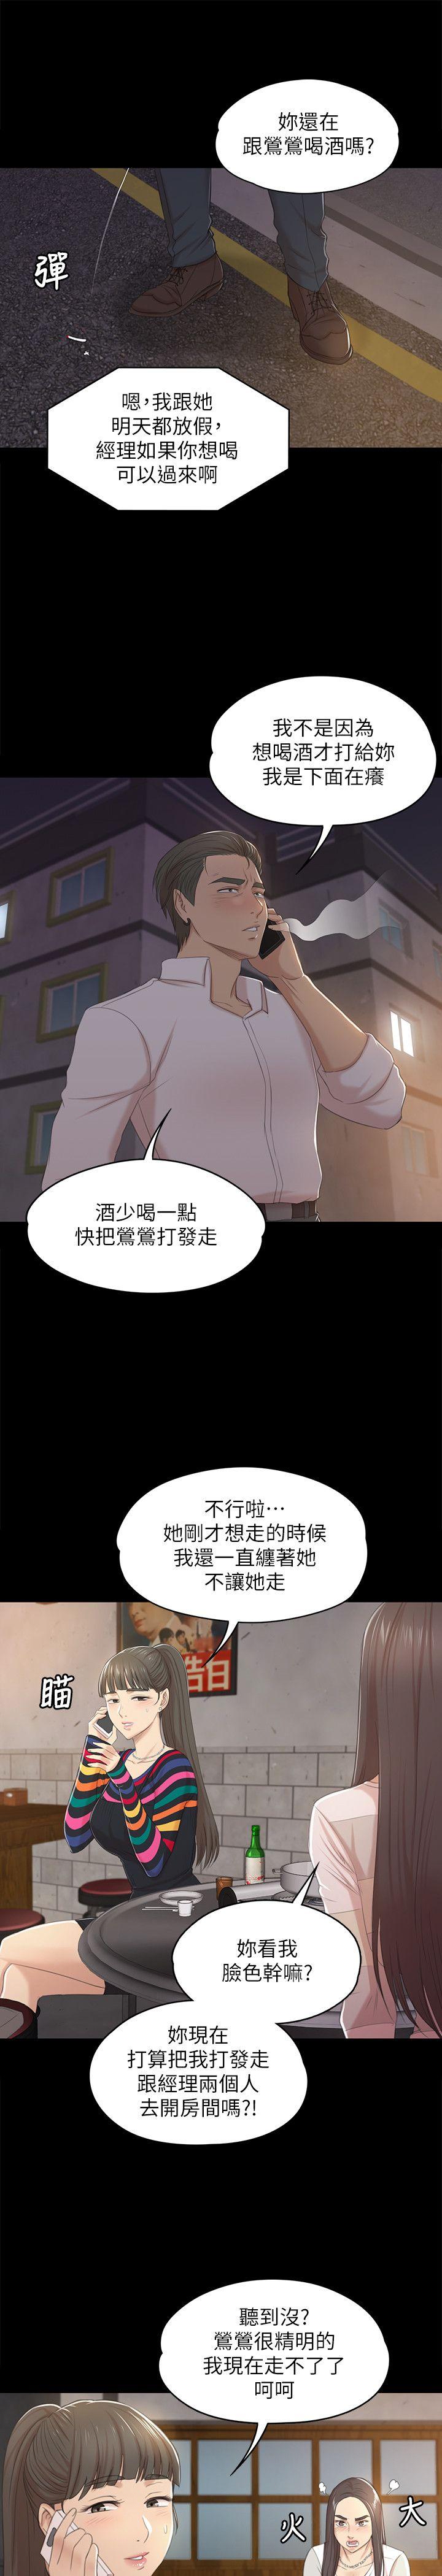 妳還在
跟鶯鶯喝酒嗎?
彈
嗯，我跟她
明天都放假，
經理如果你想喝
可以過來啊
我不是因為
想喝酒才打給妳
我是下面在癢
酒少喝一點
快把鶯鶯打發走
不行啦…
她剛才想走的時候
我還一直纏著她
不讓她走
告白
瞄
妳看我
臉色幹嘛?
妳現在
打算把我打發走
跟經理兩個人
去開房間嗎?!
聽到沒?
鶯鶯很精明的
我現在走不了了
呵呵
大
火